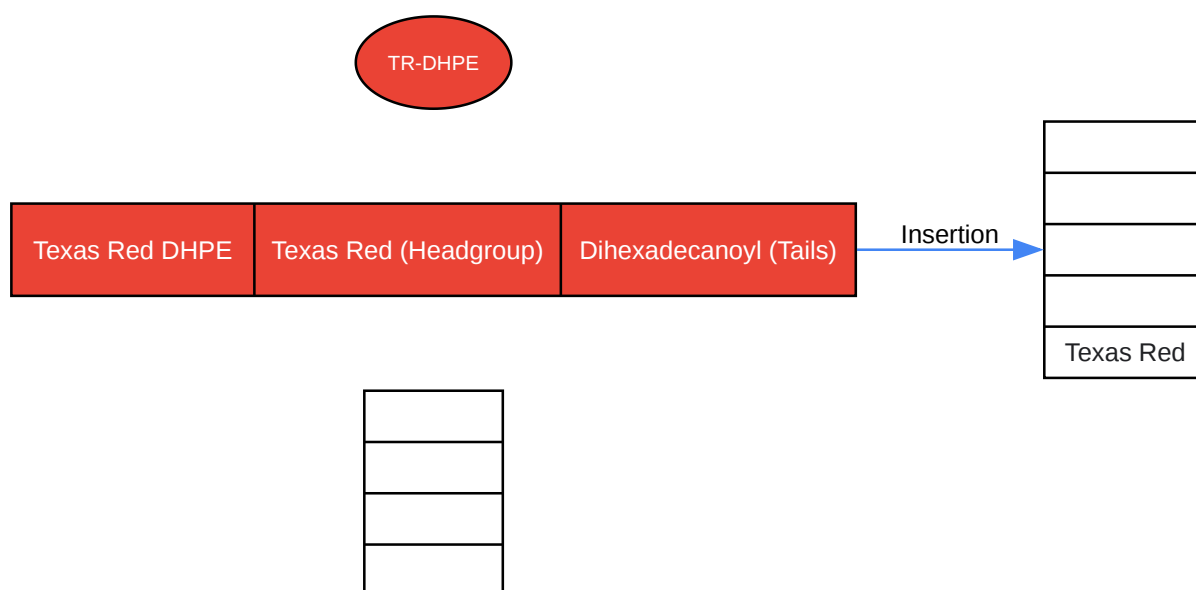 TR-DHPE
Texas Red DHPE
Texas Red (Headgroup)
Dihexadecanoyl (Tails)
Insertion
Texas Red